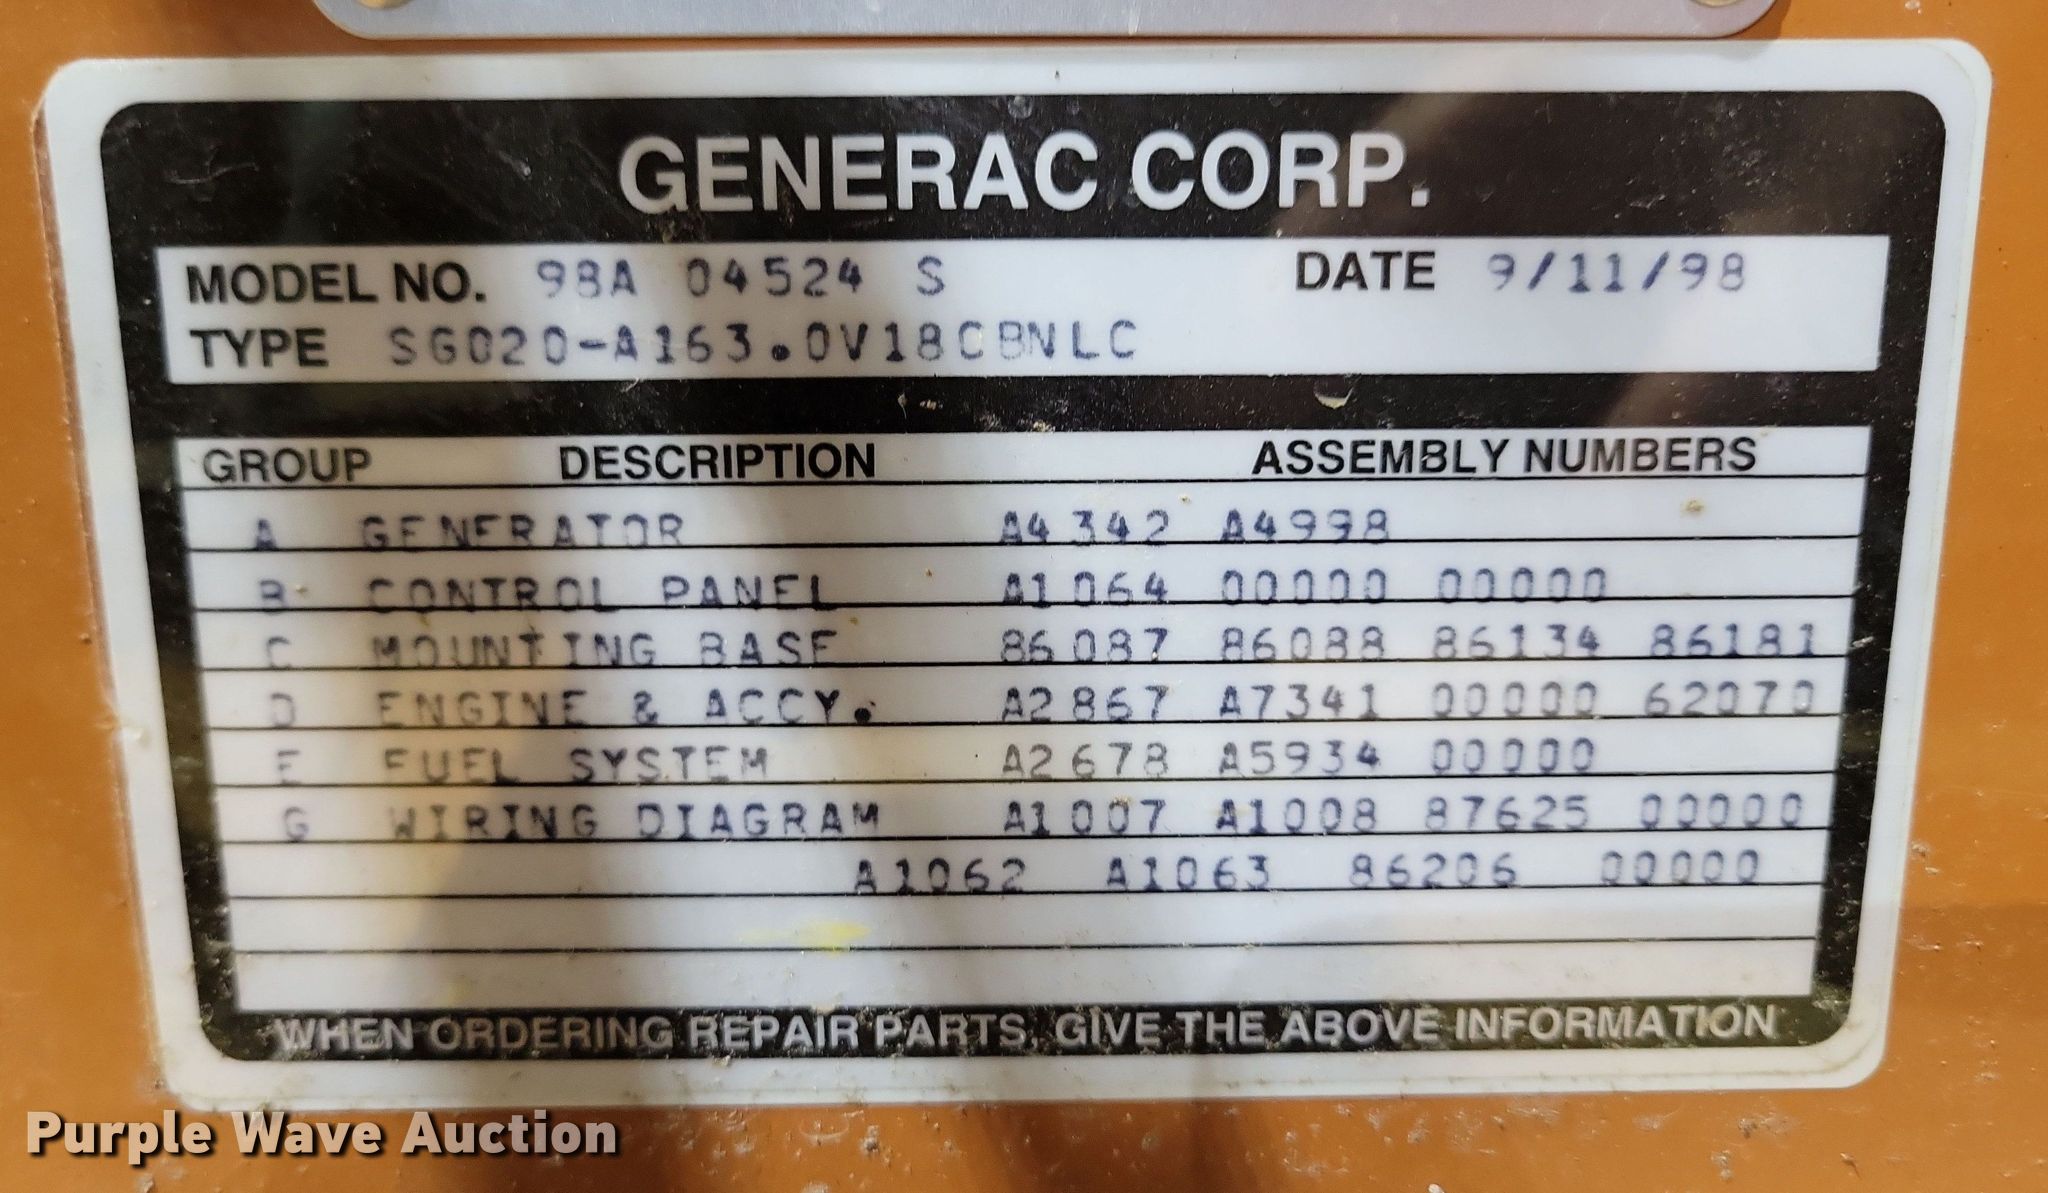 GENERAC CORP.
MODEL NO. 98A 04524 S DATE 9/11/98
TYPE SG020-A163.0V18CBNLC
GROUP DESCRIPTION ASSEMBLY NUMBERS
A GENERATOR A4342 A4998
B CONTROL PANEL A1064 00000 00000
C MOUNTING BASE 86087 86088 86134 86181
D ENGINE & ACCY. A2867 A7341 00000 62070
E FUEL SYSTEM A2678 A5934 00000
G WIRING DIAGRAM A1007 A1008 87625 00000
A1062 A1063 86206 00000
WHEN ORDERING REPAIR PARTS, GIVE THE ABOVE INFORMATION
Purple Wave Auction